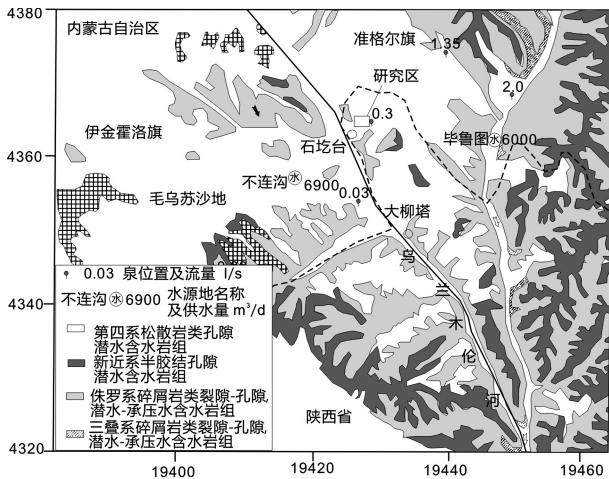 4380
内蒙古自治区
准格尔旗
1.35
研究区
2.0
0.3
伊金霍洛旗
石圪台
毕鲁图 水 6000
4360
不连沟 水 6900
0.03
毛乌苏沙地
大柳塔
乌
兰
木
伦
河
0.03 泉位置及流量 l/s
不连沟 水 6900 水源地名称
及供水量 m³/d
4340
第四系松散岩类孔隙
潜水含水岩组
新近系半胶结孔隙
潜水含水岩组
侏罗系碎屑岩类裂隙-孔隙,
潜水-承压水含水岩组
三叠系碎屑岩类裂隙-孔隙,
潜水-承压水含水岩组
陕西省
4320
19400
19420
19440
19460